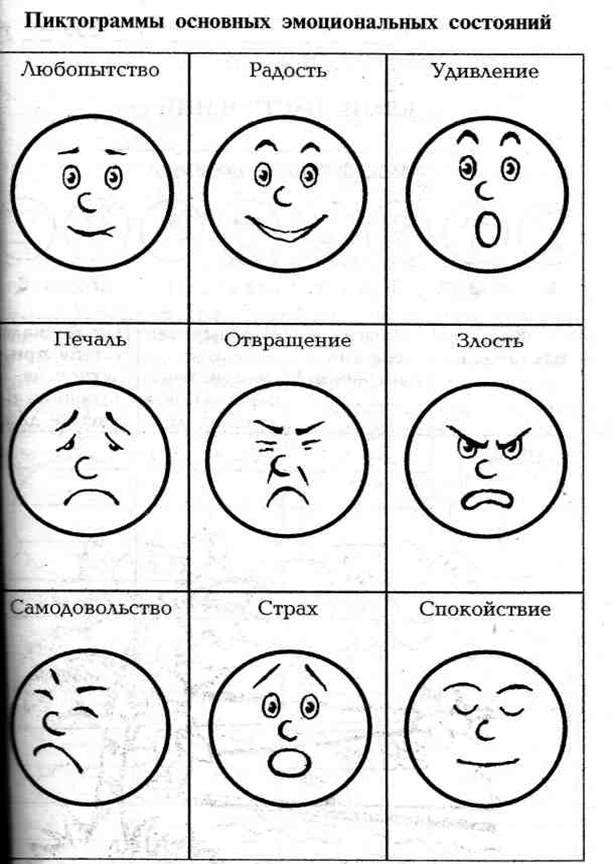 Пиктограммы основных эмоциональных состояний
Любопытство Радость Удивление
Печаль Отвращение Злость
Самодовольство Страх Спокойствие